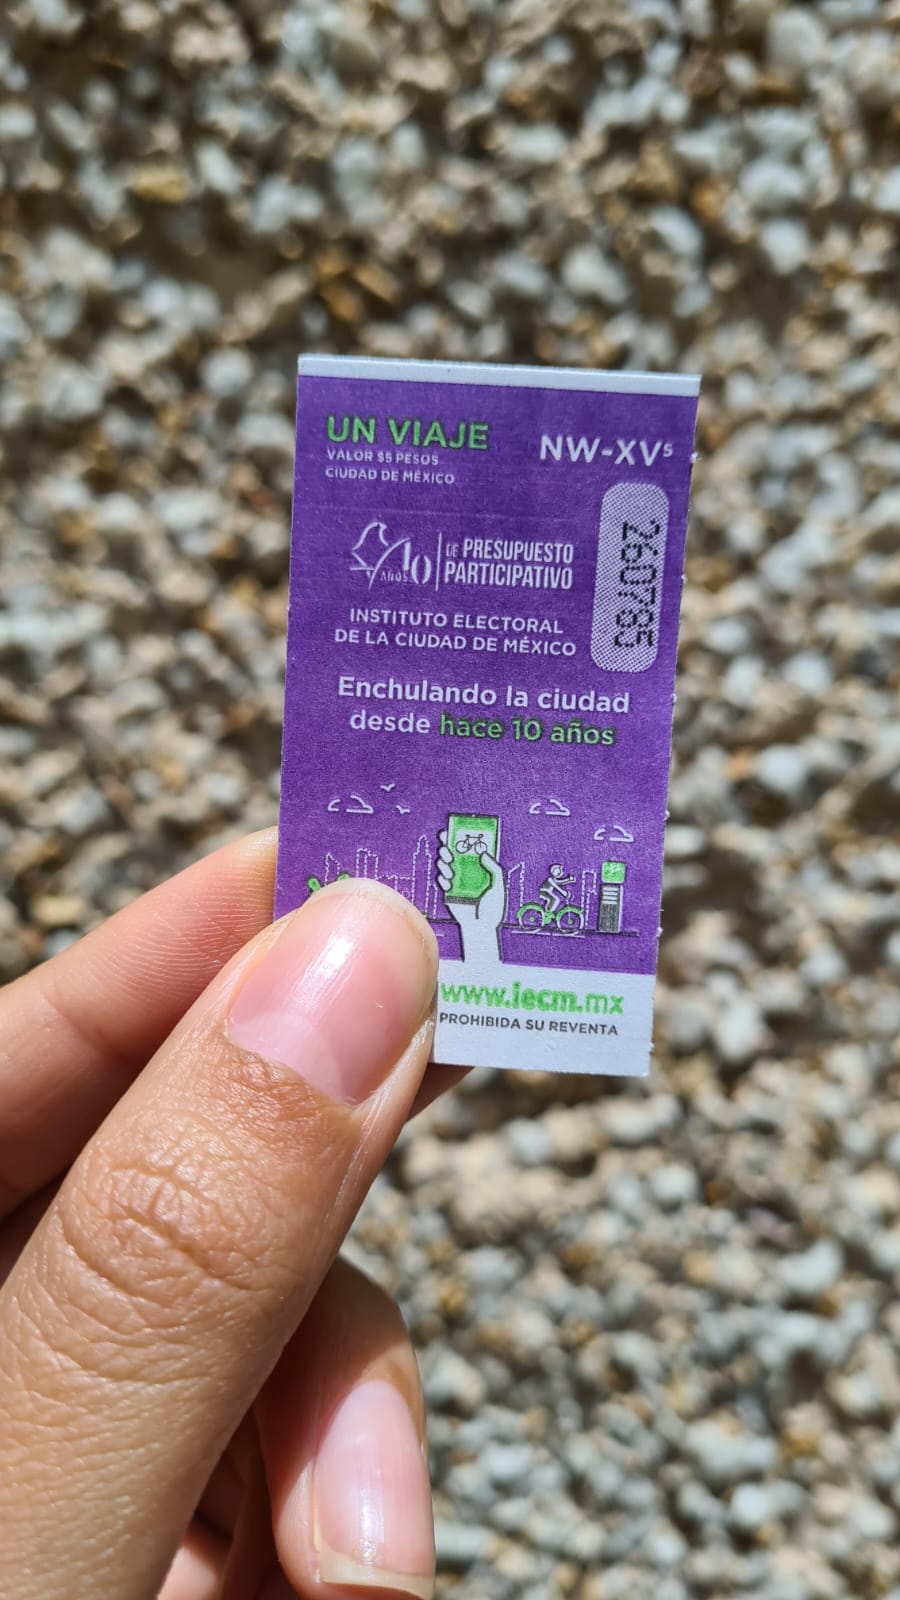 UN VIAJE
VALOR $5 PESOS
CIUDAD DE MÉXICO
NW-XV⁵
260785
10 AÑOS
DE PRESUPUESTO
PARTICIPATIVO
INSTITUTO ELECTORAL
DE LA CIUDAD DE MÉXICO
Enchulando la ciudad
desde hace 10 años
www.iecm.mx
PROHIBIDA SU REVENTA